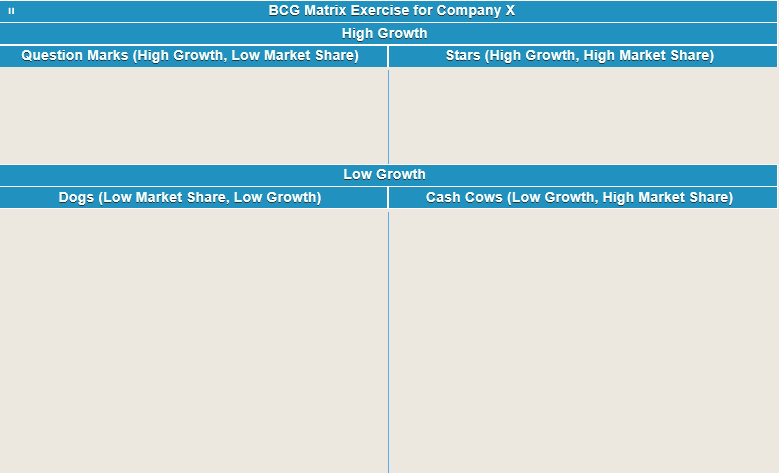 BCG Matrix Exercise for Company X
High Growth
Question Marks (High Growth, Low Market Share)
Stars (High Growth, High Market Share)
Low Growth
Dogs (Low Market Share, Low Growth)
Cash Cows (Low Growth, High Market Share)